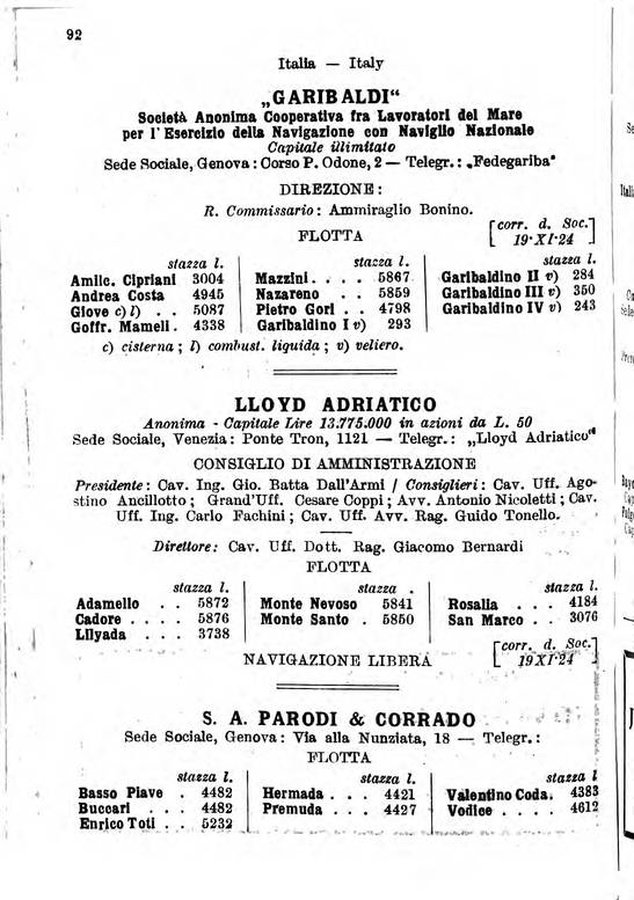 92
Italia — Italy
„GARIBALDI“
Società Anonima Cooperativa fra Lavoratori del Mare
per l'Esercizio della Navigazione con Naviglio Nazionale
Capitale illimitato
Sede Sociale, Genova: Corso P. Odone, 2 — Telegr.: „Fedegariba“
DIREZIONE:
R. Commissario: Ammiraglio Bonino.
FLOTTA [corr. d. Soc. 19·XI·24]
stazza l.
Amilc. Cipriani 3004
Andrea Costa 4945
Giove c) l) . . 5087
Goffr. Mameli . 4338
stazza l.
Mazzini . . . . 5867
Nazareno . . 5859
Pietro Gori . . 4798
Garibaldino I v) 293
stazza l.
Garibaldino II v) 284
Garibaldino III v) 350
Garibaldino IV v) 243
c) cisterna ; l) combust. liquida ; v) veliero.
LLOYD ADRIATICO
Anonima - Capitale Lire 13.775.000 in azioni da L. 50
Sede Sociale, Venezia: Ponte Tron, 1121 — Telegr.: „Lloyd Adriatico“
CONSIGLIO DI AMMINISTRAZIONE
Presidente: Cav. Ing. Gio. Batta Dall'Armi / Consiglieri: Cav. Uff. Ago-
stino Ancillotto ; Grand'Uff. Cesare Coppi ; Avv. Antonio Nicoletti ; Cav.
Uff. Ing. Carlo Fachini ; Cav. Uff. Avv. Rag. Guido Tonello.
Direttore: Cav. Uff. Dott. Rag. Giacomo Bernardi
FLOTTA
stazza l.
Adamello . . 5872
Cadore . . . . 5876
Lilyada . . . 3738
stazza .
Monte Nevoso 5841
Monte Santo . 5850
stazza l.
Rosalia . . . 4184
San Marco . . 3076
NAVIGAZIONE LIBERA [corr. d. Soc. 19XI·24]
S. A. PARODI & CORRADO
Sede Sociale, Genova: Via alla Nunziata, 18 — Telegr.:
FLOTTA
stazza l.
Basso Piave . 4482
Buccari . . . 4482
Enrico Toti . . 5232
stazza l.
Hermada . . . 4421
Premuda . . . 4427
stazza l
Valentino Coda. 4383
Vodice . . . . 4612